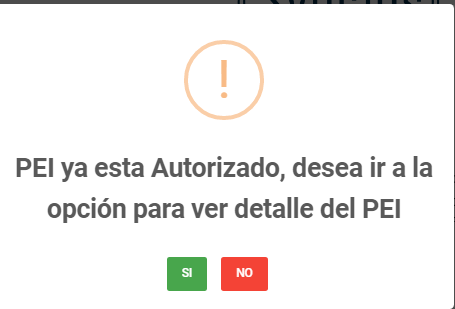 !
PEI ya esta Autorizado, desea ir a la
opción para ver detalle del PEI
SI
NO